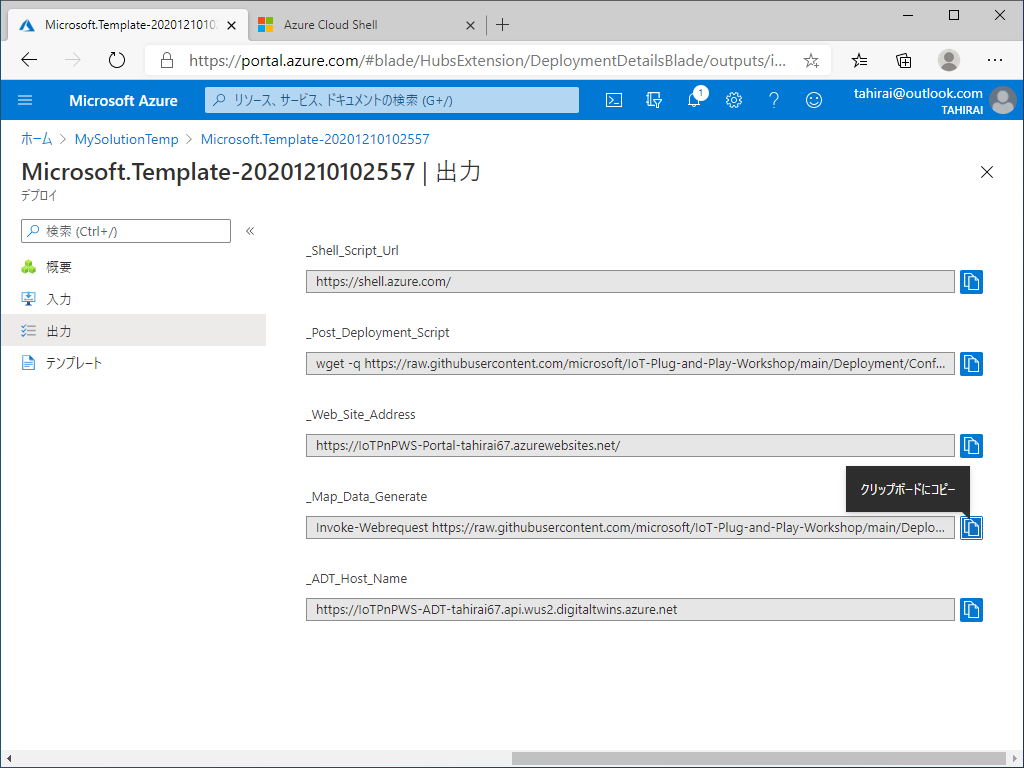 Microsoft.Template-20201210102
Azure Cloud Shell
https://portal.azure.com/#blade/HubsExtension/DeploymentDetailsBlade/outputs/i...
Microsoft Azure
リソース、サービス、ドキュメントの検索 (G+/)
1
tahirai@outlook.com
TAHIRAI
ホーム > MySolutionTemp > Microsoft.Template-20201210102557
Microsoft.Template-20201210102557 | 出力
デプロイ
検索 (Ctrl+/)
«
概要
入力
出力
テンプレート
_Shell_Script_Url
https://shell.azure.com/
_Post_Deployment_Script
wget -q https://raw.githubusercontent.com/microsoft/IoT-Plug-and-Play-Workshop/main/Deployment/Conf...
_Web_Site_Address
https://IoTPnPWS-Portal-tahirai67.azurewebsites.net/
クリップボードにコピー
_Map_Data_Generate
Invoke-Webrequest https://raw.githubusercontent.com/microsoft/IoT-Plug-and-Play-Workshop/main/Deplo...
_ADT_Host_Name
https://IoTPnPWS-ADT-tahirai67.api.wus2.digitaltwins.azure.net